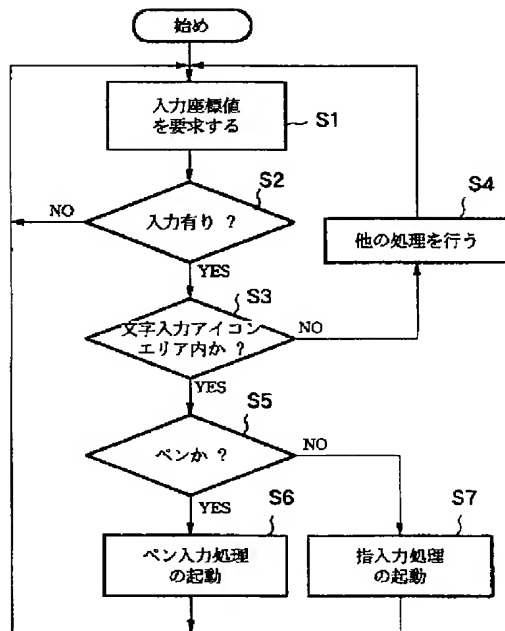 始め
入力座標値
を要求する
S1
S2
入力有り ?
NO
YES
S4
他の処理を行う
S3
文字入力アイコン
エリア内か ?
NO
YES
S5
ペンか ?
NO
YES
S6
ペン入力処理
の起動
S7
指入力処理
の起動